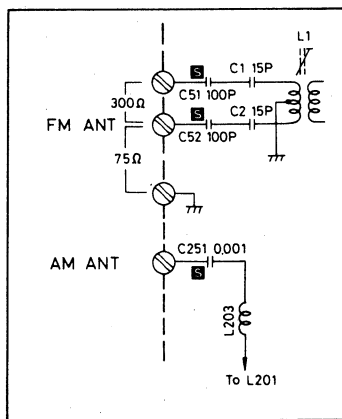 L1
S
C1 15P
C51 100P
300Ω
FM ANT
S
C2 15P
C52 100P
75Ω
C251 0,001
AM ANT
S
L203
To L201